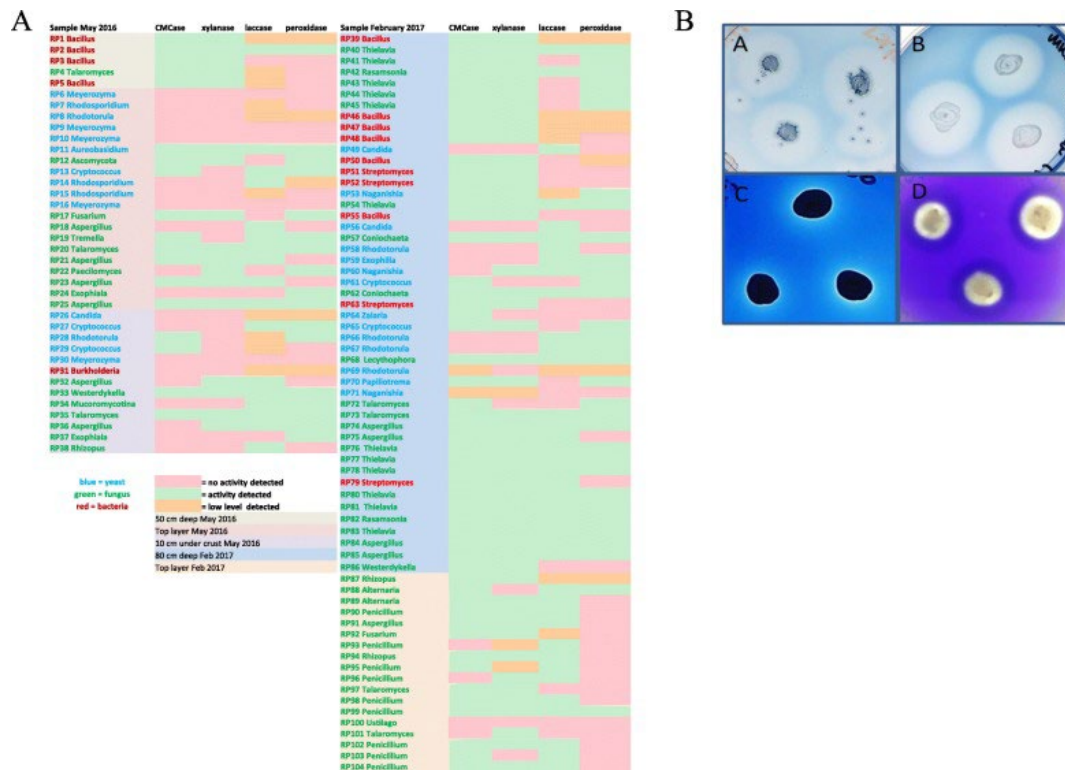 A
B
Sample May 2016 CMCase xylanase laccase peroxidase
RP1 Bacillus
RP2 Bacillus
RP3 Bacillus
RP4 Talaromyces
RP5 Bacillus
RP6 Meyerozyma
RP7 Rhodosporidium
RP8 Rhodotorula
RP9 Meyerozyma
RP10 Meyerozyma
RP11 Aureobasidium
RP12 Ascomycota
RP13 Cryptococcus
RP14 Rhodosporidium
RP15 Rhodosporidium
RP16 Meyerozyma
RP17 Fusarium
RP18 Aspergillus
RP19 Tremella
RP20 Talaromyces
RP21 Aspergillus
RP22 Paecilomyces
RP23 Aspergillus
RP24 Exophiala
RP25 Aspergillus
RP26 Candida
RP27 Cryptococcus
RP28 Rhodotorula
RP29 Cryptococcus
RP30 Meyerozyma
RP31 Burkholderia
RP32 Aspergillus
RP33 Westerdykella
RP34 Mucoromycotina
RP35 Talaromyces
RP36 Aspergillus
RP37 Exophiala
RP38 Rhizopus
blue = yeast = no activity detected
green = fungus = activity detected
red = bacteria = low level detected
50 cm deep May 2016
Top layer May 2016
10 cm under crust May 2016
80 cm deep Feb 2017
Top layer Feb 2017
Sample February 2017 CMCase xylanase laccase peroxidase
RP39 Bacillus
RP40 Thielavia
RP41 Thielavia
RP42 Rasamsonia
RP43 Thielavia
RP44 Thielavia
RP45 Thielavia
RP46 Bacillus
RP47 Bacillus
RP48 Bacillus
RP49 Candida
RP50 Bacillus
RP51 Streptomyces
RP52 Streptomyces
RP53 Naganishia
RP54 Thielavia
RP55 Bacillus
RP56 Candida
RP57 Coniochaeta
RP58 Rhodotorula
RP59 Exophilia
RP60 Naganishia
RP61 Cryptococcus
RP62 Coniochaeta
RP63 Streptomyces
RP64 Zalaria
RP65 Cryptococcus
RP66 Rhodotorula
RP67 Rhodotorula
RP68 Lecythophora
RP69 Rhodotorula
RP70 Papiliotrema
RP71 Naganishia
RP72 Talaromyces
RP73 Talaromyces
RP74 Aspergillus
RP75 Aspergillus
RP76 Thielavia
RP77 Thielavia
RP78 Thielavia
RP79 Streptomyces
RP80 Thielavia
RP81 Thielavia
RP82 Rasamsonia
RP83 Thielavia
RP84 Aspergillus
RP85 Aspergillus
RP86 Westerdykella
RP87 Rhizopus
RP88 Alternaria
RP89 Alternaria
RP90 Penicillium
RP91 Aspergillus
RP92 Fusarium
RP93 Penicillium
RP94 Rhizopus
RP95 Penicillium
RP96 Penicillium
RP97 Talaromyces
RP98 Penicillium
RP99 Penicillium
RP100 Ustilago
RP101 Talaromyces
RP102 Penicillium
RP103 Penicillium
RP104 Penicillium
A
B
C
D